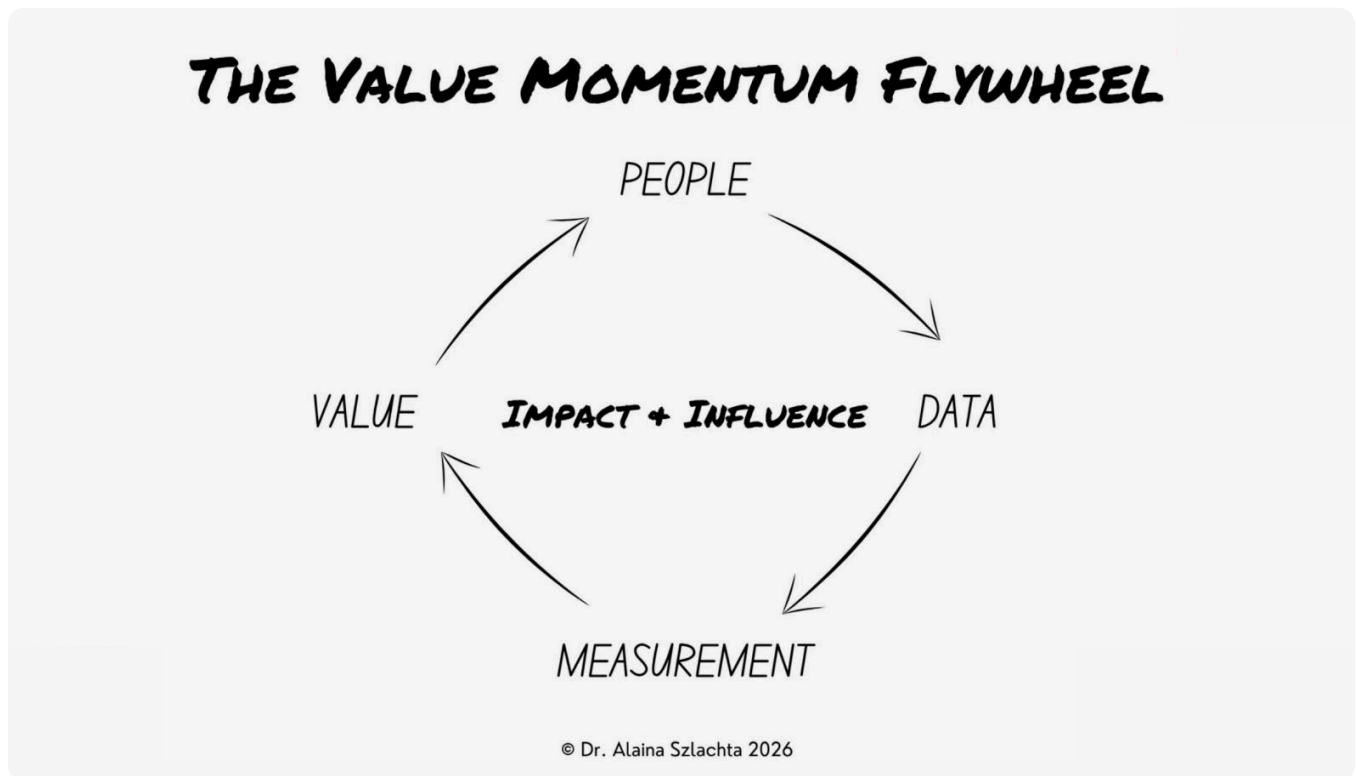 THE VALUE MOMENTUM FLYWHEEL
PEOPLE
VALUE
IMPACT + INFLUENCE
DATA
MEASUREMENT
© Dr. Alaina Szlachta 2026